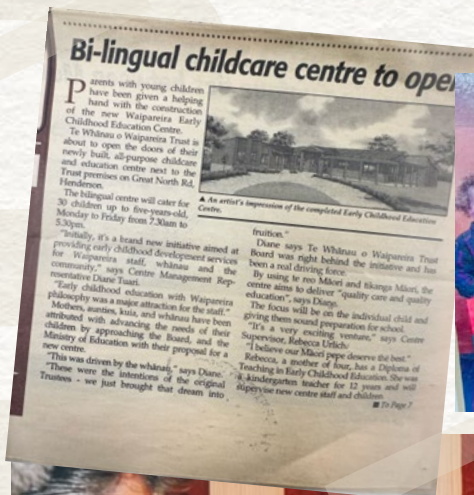 Bi-lingual childcare centre to open
Parents with young children
have been given a helping
hand with the construction
of the new Waipareira Early
Childhood Education Centre.
Te Whānau o Waipareira Trust is
about to open the doors of their
newly built, all-purpose childcare
and education centre next to the
Trust premises on Great North Rd,
Henderson.
The bilingual centre will cater for
30 children up to five-years-old,
Monday to Friday from 7.30am to
5.30pm.
"Initially, it's a brand new initiative aimed at
providing early childhood development services
for Waipareira staff, whānau and the
community," says Centre Management Rep-
resentative Diane Tuari.
"Early childhood education with Waipareira
philosophy was a major attraction for the staff."
Mothers, aunties, kuia, and whānau have been
attributed with advancing the needs of their
children by approaching the Board, and the
Ministry of Education with their proposal for a
new centre.
"This was driven by the whānau," says Diane.
"These were the intentions of the original
Trustees - we just brought that dream into
▲ An artist's impression of the completed Early Childhood Education
Centre.
fruition."
Diane says Te Whānau o Waipareira Trust
Board was right behind the initiative and has
been a real driving force.
By using te reo Māori and tikanga Māori, the
centre aims to deliver "quality care and quality
education", says Diane.
The focus will be on the individual child and
giving them sound preparation for school.
"It's a very exciting venture," says Centre
Supervisor, Rebecca Urlich.
"I believe our Māori pepe deserve the best."
Rebecca, a mother of four, has a Diploma of
Teaching in Early Childhood Education. She was
a kindergarten teacher for 12 years and will
supervise new centre staff and children.
■ To Page 7